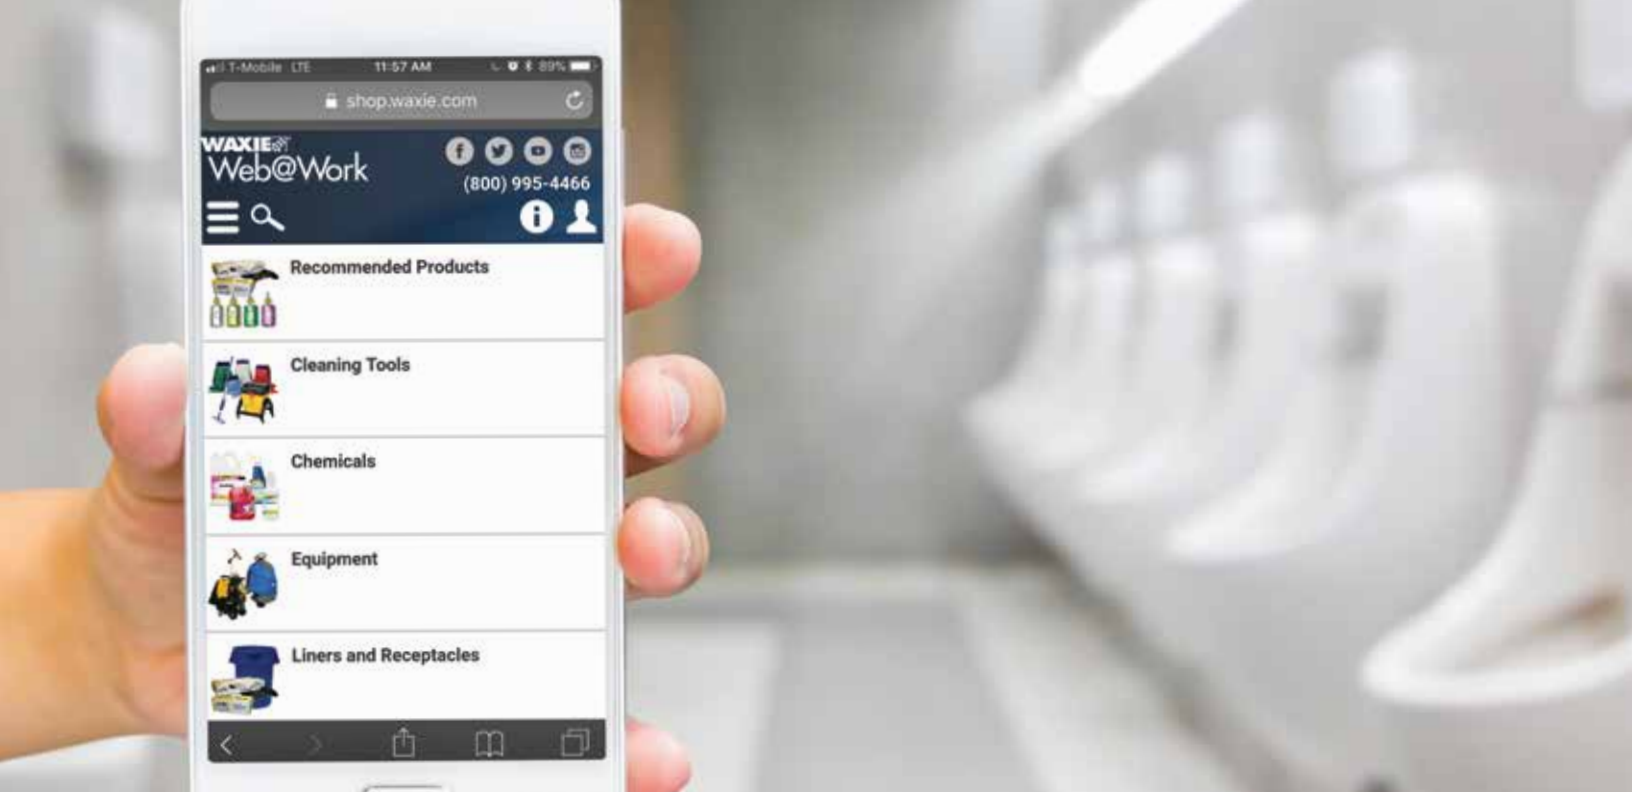 T-Mobile LTE 11:57 AM 89%
shop.waxie.com
WAXIE
Web@Work
(800) 995-4466
Recommended Products
Cleaning Tools
Chemicals
Equipment
Liners and Receptacles